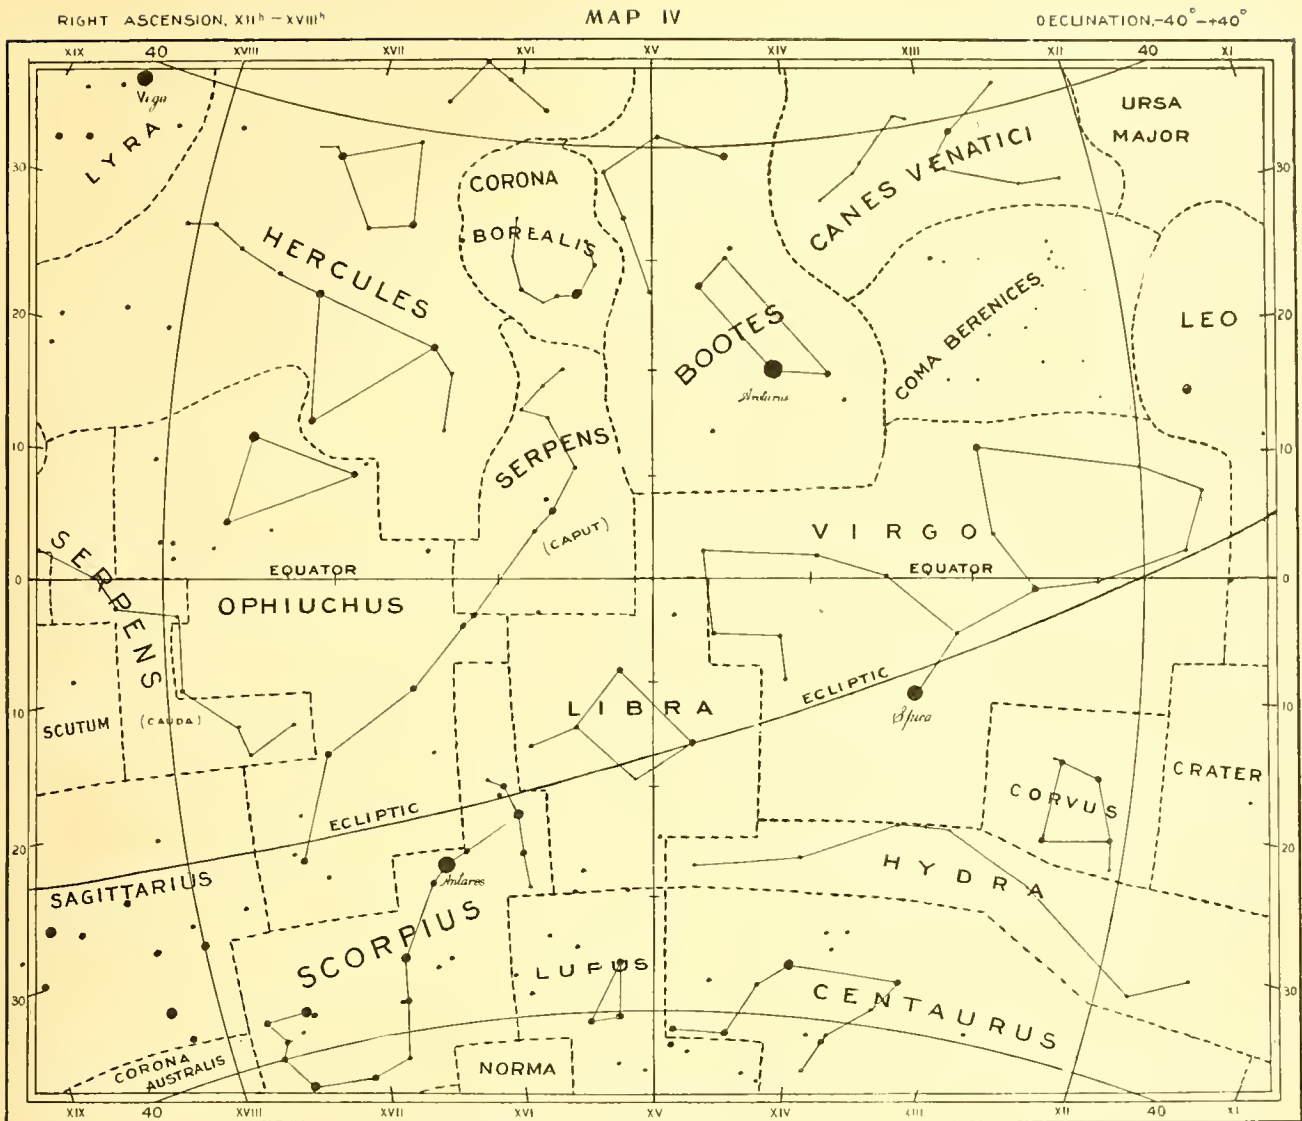 RIGHT ASCENSION, XIIʰ – XVIIIʰ
MAP IV
DECLINATION,-40°-+40°
XIX 40 XVIII XVII XVI XV XIV XIII XII 40 XI
Vega
LYRA
30
HERCULES
CORONA
BOREALIS
CANES VENATICI
URSA
MAJOR
30
20
BOOTES
Arcturus
COMA BERENICES
LEO
20
10
SERPENS
(CAPUT)
VIRGO
10
SERPENS
0
EQUATOR
EQUATOR
0
OPHIUCHUS
10
SCUTUM
(CAUDA)
LIBRA
ECLIPTIC
Spica
10
CORVUS
CRATER
ECLIPTIC
20
SAGITTARIUS
Antares
SCORPIUS
HYDRA
20
30
LUPUS
CENTAURUS
30
CORONA
AUSTRALIS
NORMA
XIX 40 XVIII XVII XVI XV XIV XIII XII 40 XI